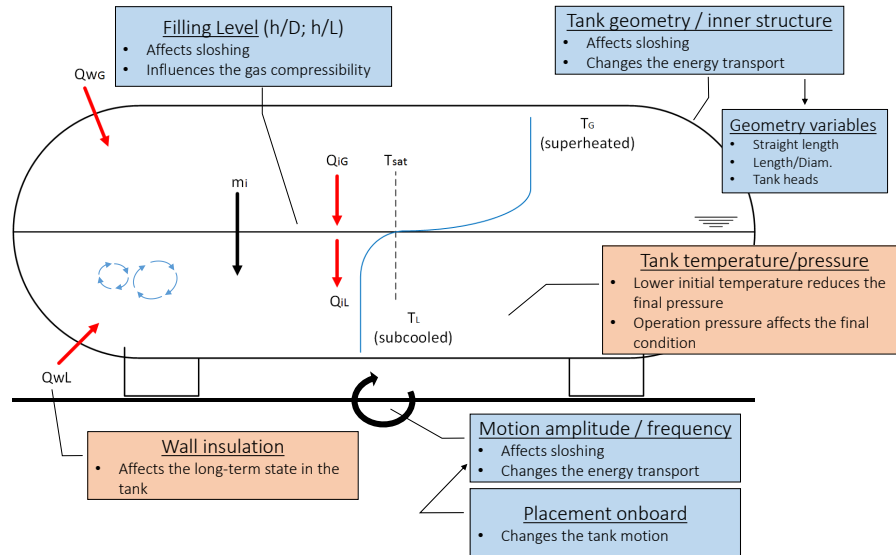 Filling Level (h/D; h/L)
• Affects sloshing
• Influences the gas compressibility
Tank geometry / inner structure
• Affects sloshing
• Changes the energy transport
Geometry variables
• Straight length
• Length/Diam.
• Tank heads
QwG
TG
(superheated)
QiG
Tsat
mi
Tank temperature/pressure
• Lower initial temperature reduces the
final pressure
• Operation pressure affects the final
condition
QiL
TL
(subcooled)
QwL
Wall insulation
• Affects the long-term state in the
tank
Motion amplitude / frequency
• Affects sloshing
• Changes the energy transport
Placement onboard
• Changes the tank motion